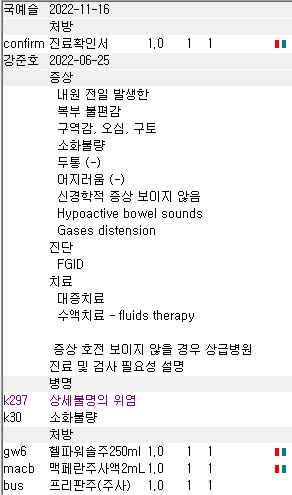 국예슬 2022-11-16
처방
confirm 진료확인서 1.0 1 1
강준호 2022-06-25
증상
내원 전일 발생한
복부 불편감
구역감, 오심, 구토
소화불량
두통 (-)
어지러움 (-)
신경학적 증상 보이지 않음
Hypoactive bowel sounds
Gases distension
진단
FGID
치료
대증치료
수액치료 - fluids therapy
증상 호전 보이지 않을 경우 상급병원
진료 및 검사 필요성 설명
병명
k297 상세불명의 위염
k30 소화불량
처방
gw6 헬파워솔주250ml 1.0 1 1
macb 맥페란주사액2mL 1.0 1 1
bus 프리판주(주사) 1.0 1 1